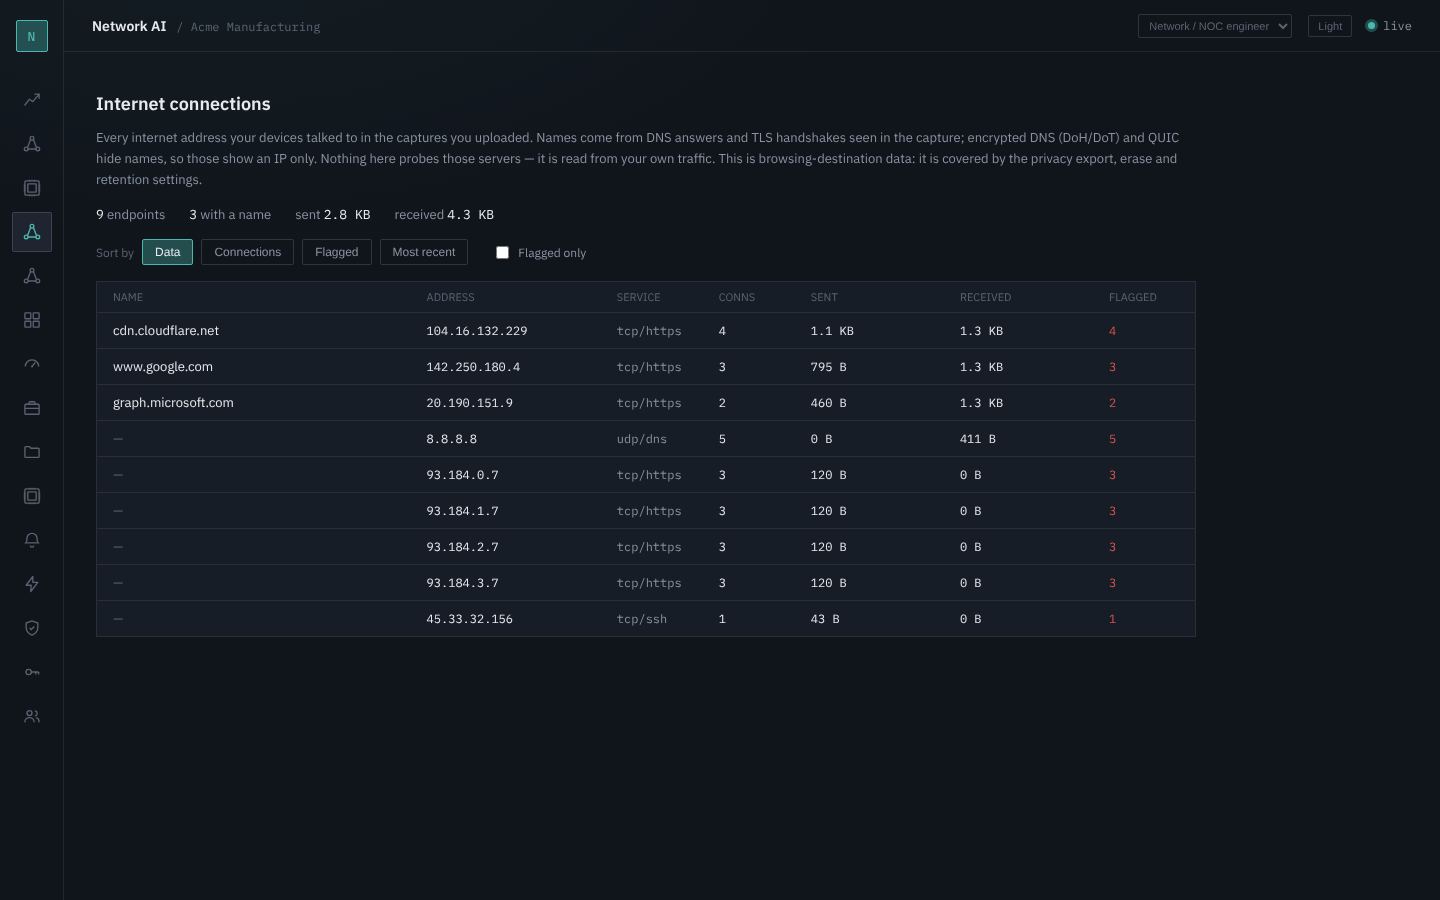 N
Network AI / Acme Manufacturing
Network / NOC engineer
Light
live
Internet connections
Every internet address your devices talked to in the captures you uploaded. Names come from DNS answers and TLS handshakes seen in the capture; encrypted DNS (DoH/DoT) and QUIC
hide names, so those show an IP only. Nothing here probes those servers — it is read from your own traffic. This is browsing-destination data: it is covered by the privacy export, erase and
retention settings.
9 endpoints 3 with a name sent 2.8 KB received 4.3 KB
Sort by Data Connections Flagged Most recent Flagged only
NAME ADDRESS SERVICE CONNS SENT RECEIVED FLAGGED
cdn.cloudflare.net 104.16.132.229 tcp/https 4 1.1 KB 1.3 KB 4
www.google.com 142.250.180.4 tcp/https 3 795 B 1.3 KB 3
graph.microsoft.com 20.190.151.9 tcp/https 2 460 B 1.3 KB 2
— 8.8.8.8 udp/dns 5 0 B 411 B 5
— 93.184.0.7 tcp/https 3 120 B 0 B 3
— 93.184.1.7 tcp/https 3 120 B 0 B 3
— 93.184.2.7 tcp/https 3 120 B 0 B 3
— 93.184.3.7 tcp/https 3 120 B 0 B 3
— 45.33.32.156 tcp/ssh 1 43 B 0 B 1